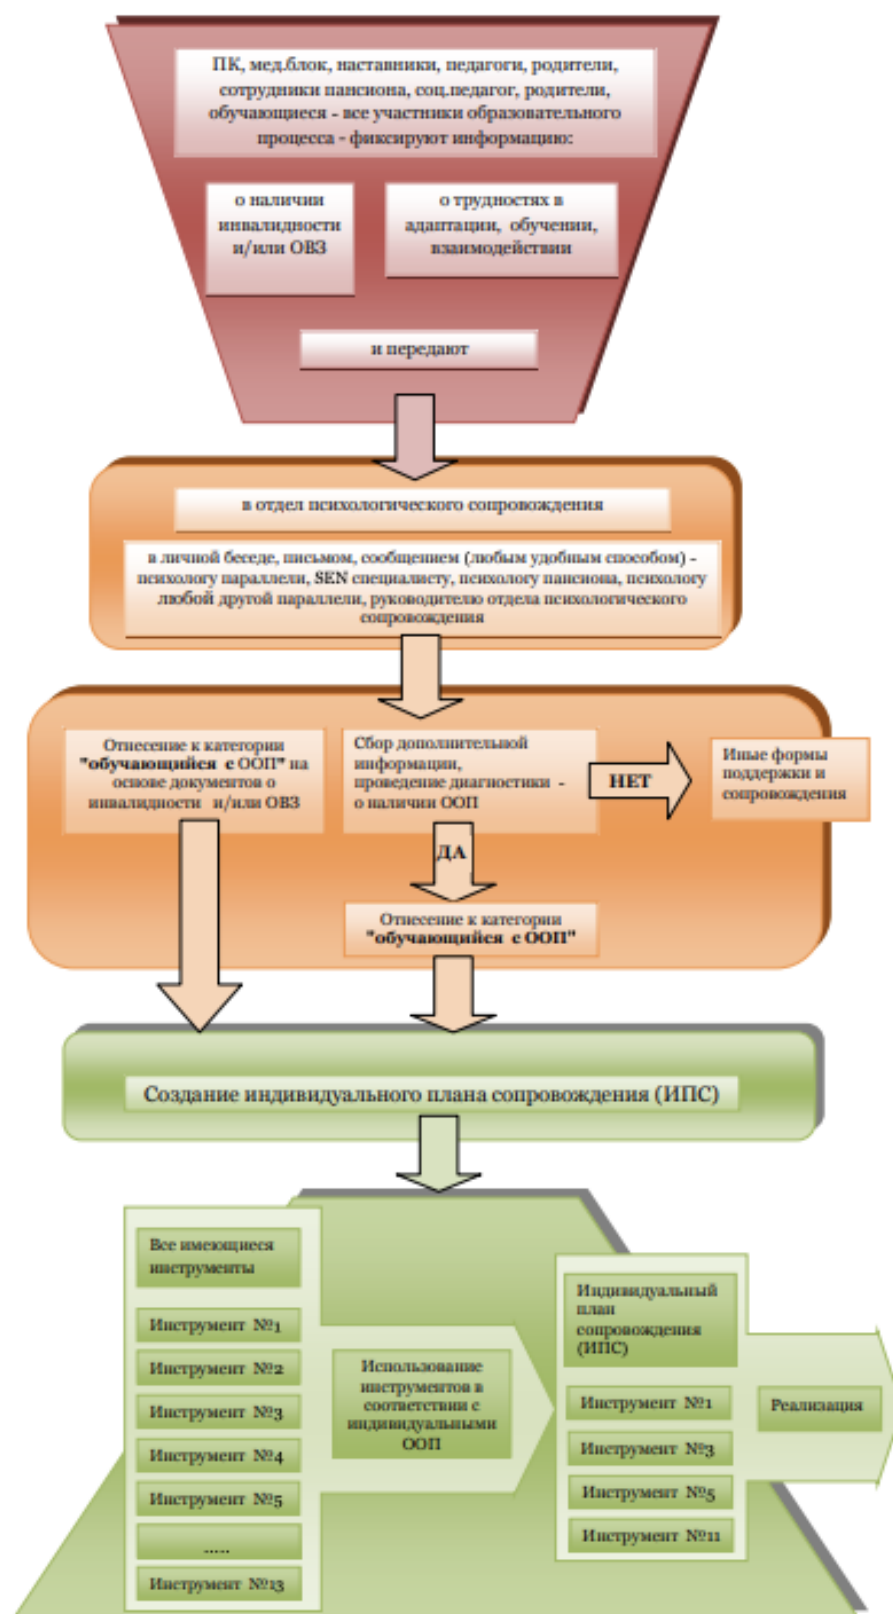 ПК, мед.блок, наставники, педагоги, родители,
сотрудники пансиона, соц.педагог, родители,
обучающиеся - все участники образовательного
процесса - фиксируют информацию:
о наличии
инвалидности
и/или ОВЗ
о трудностях в
адаптации, обучении,
взаимодействии
и передают
в отдел психологического сопровождения
в личной беседе, письмом, сообщением (любым удобным способом) -
психологу параллели, SEN специалисту, психологу пансиона, психологу
любой другой параллели, руководителю отдела психологического
сопровождения
Отнесение к категории
"обучающийся с ООП" на
основе документов о
инвалидности и/или ОВЗ
Сбор дополнительной
информации,
проведение диагностики -
о наличии ООП
НЕТ
Иные формы
поддержки и
сопровождения
ДА
Отнесение к категории
"обучающийся с ООП"
Создание индивидуального плана сопровождения (ИПС)
Все имеющиеся
инструменты
Инструмент №1
Инструмент №2
Инструмент №3
Инструмент №4
Инструмент №5
.....
Инструмент №13
Использование
инструментов в
соответствии с
индивидуальными
ООП
Индивидуальный
план
сопровождения
(ИПС)
Инструмент №1
Инструмент №3
Инструмент №5
Инструмент №11
Реализация